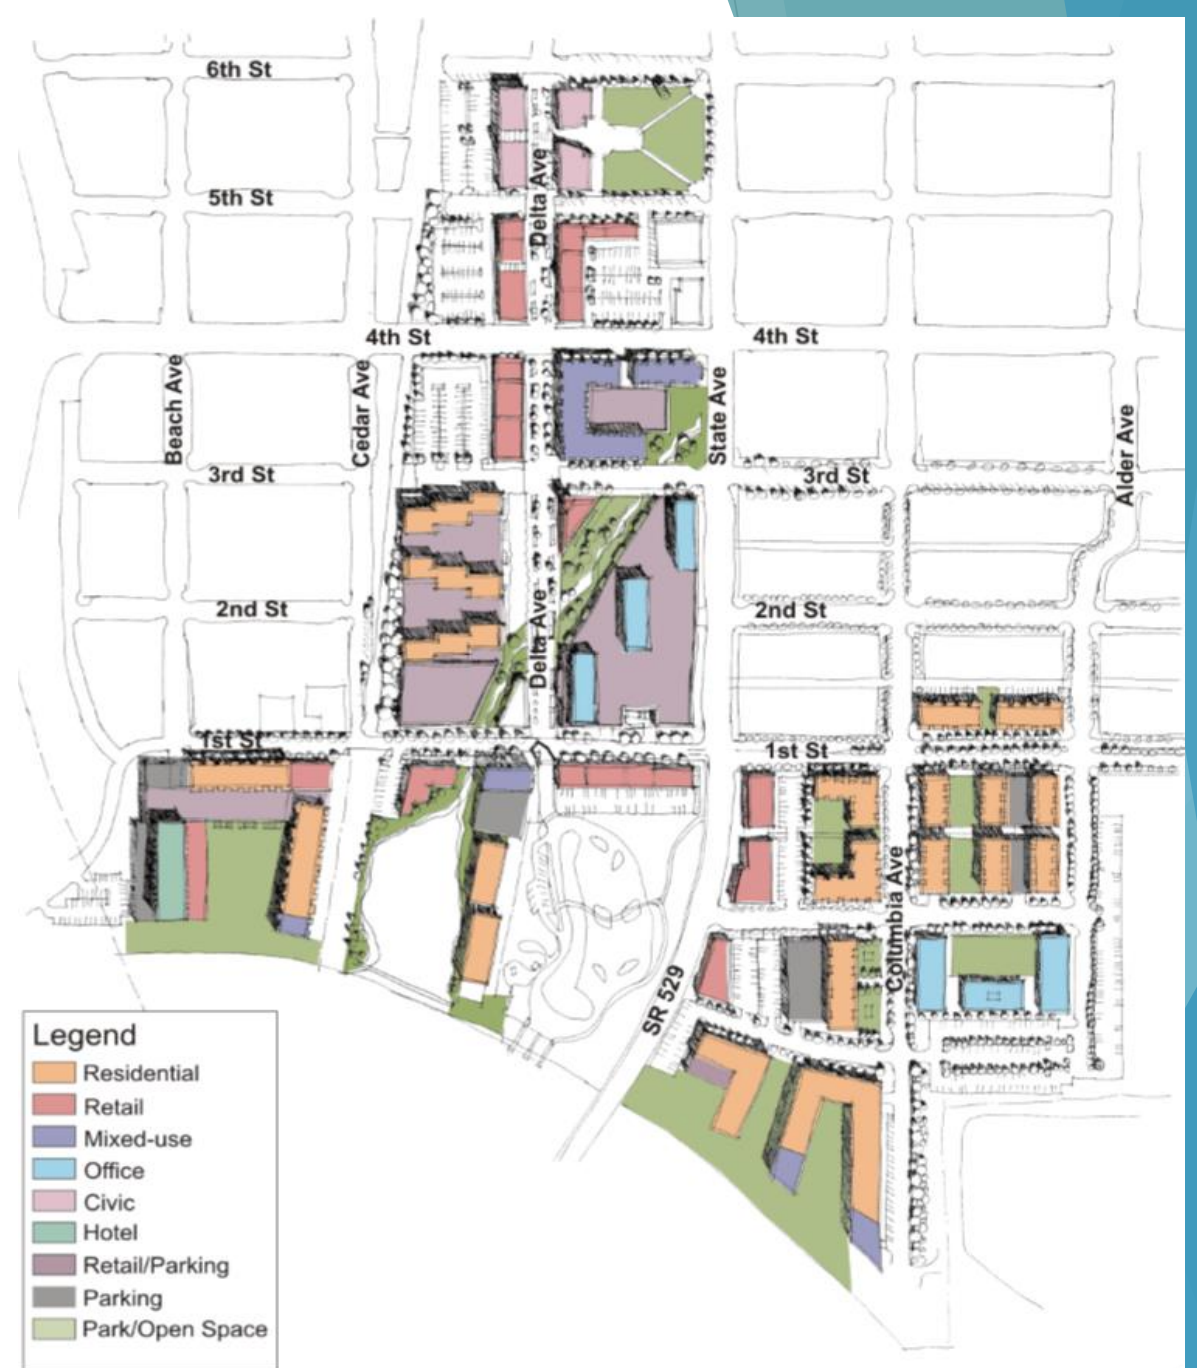 6th St
Delta Ave
5th St
4th St
4th St
Beach Ave
Cedar Ave
State Ave
Alder Ave
3rd St
3rd St
2nd St
2nd St
Delta Ave
1st St
1st St
Columbia Ave
SR 529
Legend
Residential
Retail
Mixed-use
Office
Civic
Hotel
Retail/Parking
Parking
Park/Open Space